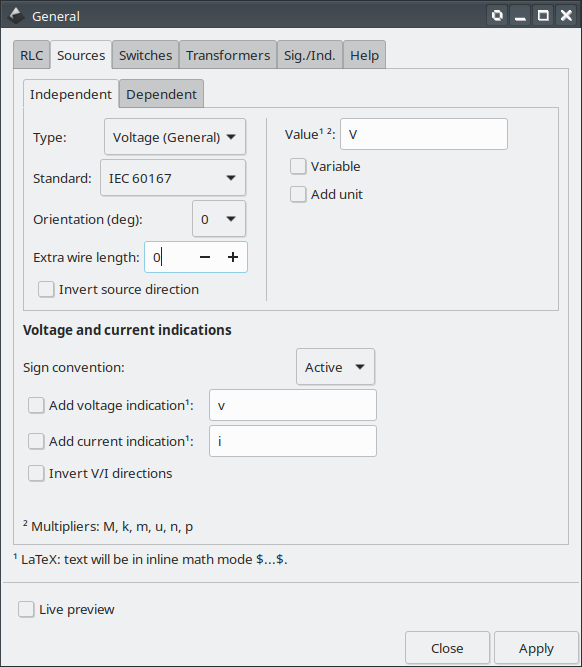 General
RLC Sources Switches Transformers Sig./Ind. Help
Independent Dependent
Type: Voltage (General)
Value¹ ²: V
Variable
Standard: IEC 60167
Add unit
Orientation (deg): 0
Extra wire length: 0
Invert source direction
Voltage and current indications
Sign convention: Active
Add voltage indication¹: v
Add current indication¹: i
Invert V/I directions
² Multipliers: M, k, m, u, n, p
¹ LaTeX: text will be in inline math mode $...$.
Live preview
Close Apply